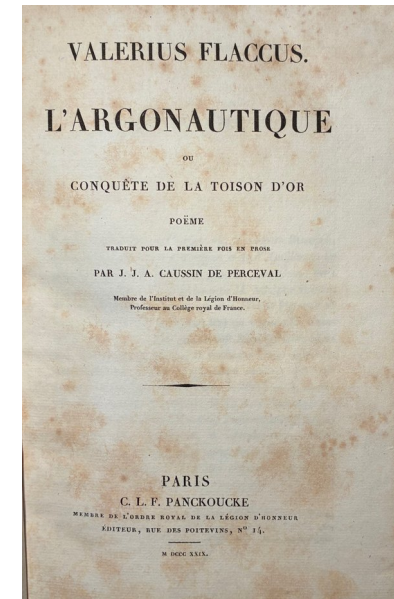 VALERIUS FLACCUS.
L'ARGONAUTIQUE
OU
CONQUÊTE DE LA TOISON D'OR
POËME
TRADUIT POUR LA PREMIÈRE FOIS EN PROSE
PAR J. J. A. CAUSSIN DE PERCEVAL
Membre de l'Institut et de la Légion d'Honneur,
Professeur au Collège royal de France.
PARIS
C. L. F. PANCKOUCKE
MEMBRE DE L'ORDRE ROYAL DE LA LÉGION D'HONNEUR
ÉDITEUR, RUE DES POITEVINS, Nº 14.
M DCCC XXIX.